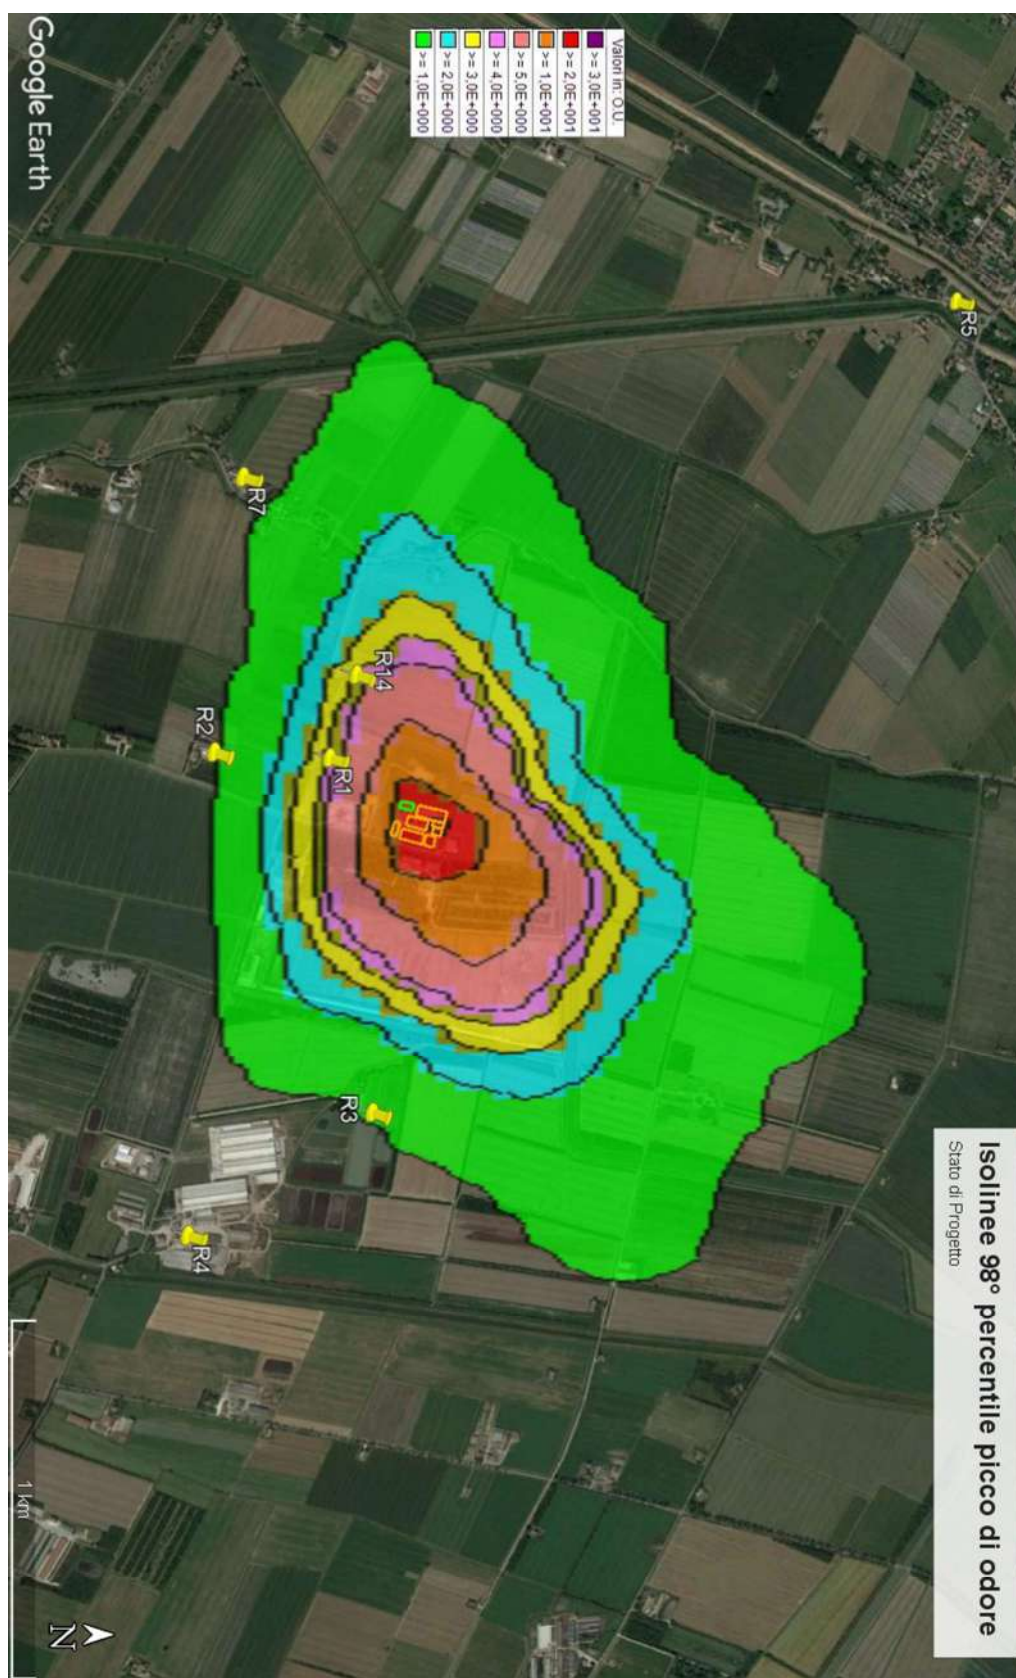 Isolinee 98° percentile picco di odore
Stato di Progetto
Valori in: O.U.
>= 3,0E+001
>= 2,0E+001
>= 1,0E+001
>= 5,0E+000
>= 4,0E+000
>= 3,0E+000
>= 2,0E+000
>= 1,0E+000
R5
R7
R14
R2
R1
R3
R4
Google Earth
1 km
N